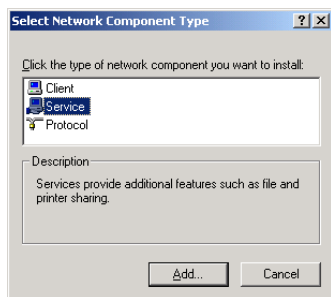 Select Network Component Type
Click the type of network component you want to install:
Client
Service
Protocol
Description
Services provide additional features such as file and
printer sharing.
Add...
Cancel